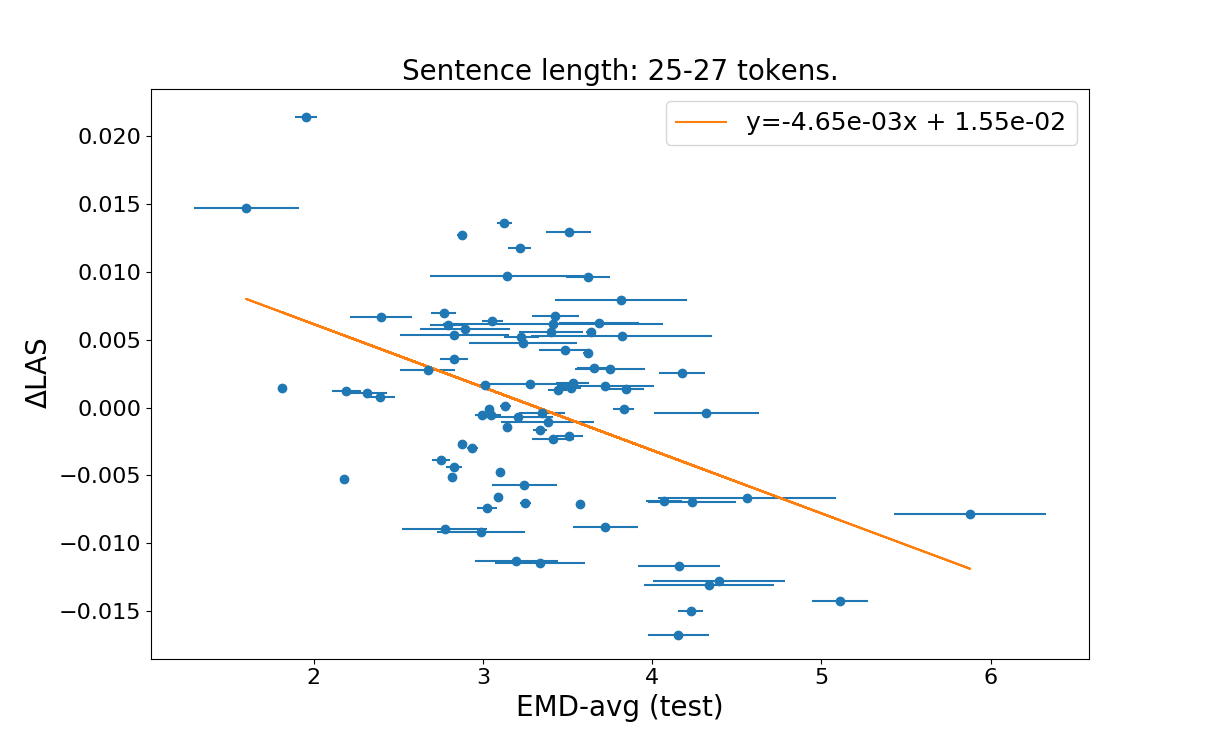 Sentence length: 25-27 tokens.
y=-4.65e-03x + 1.55e-02
0.020
0.015
0.010
0.005
0.000
−0.005
−0.010
−0.015
ΔLAS
2 3 4 5 6
EMD-avg (test)